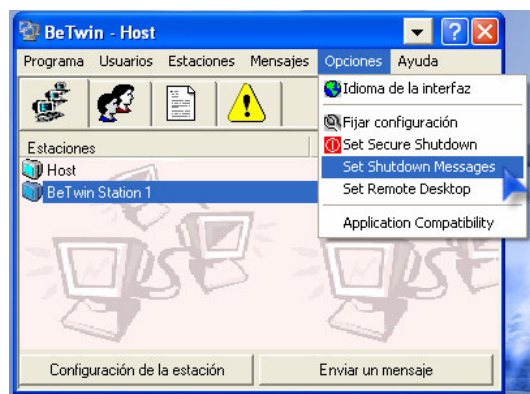 BeTwin - Host
Programa Usuarios Estaciones Mensajes Opciones Ayuda
Idioma de la interfaz
Fijar configuración
Set Secure Shutdown
Set Shutdown Messages
Set Remote Desktop
Application Compatibility
Estaciones
Host
BeTwin Station 1
Configuración de la estación Enviar un mensaje